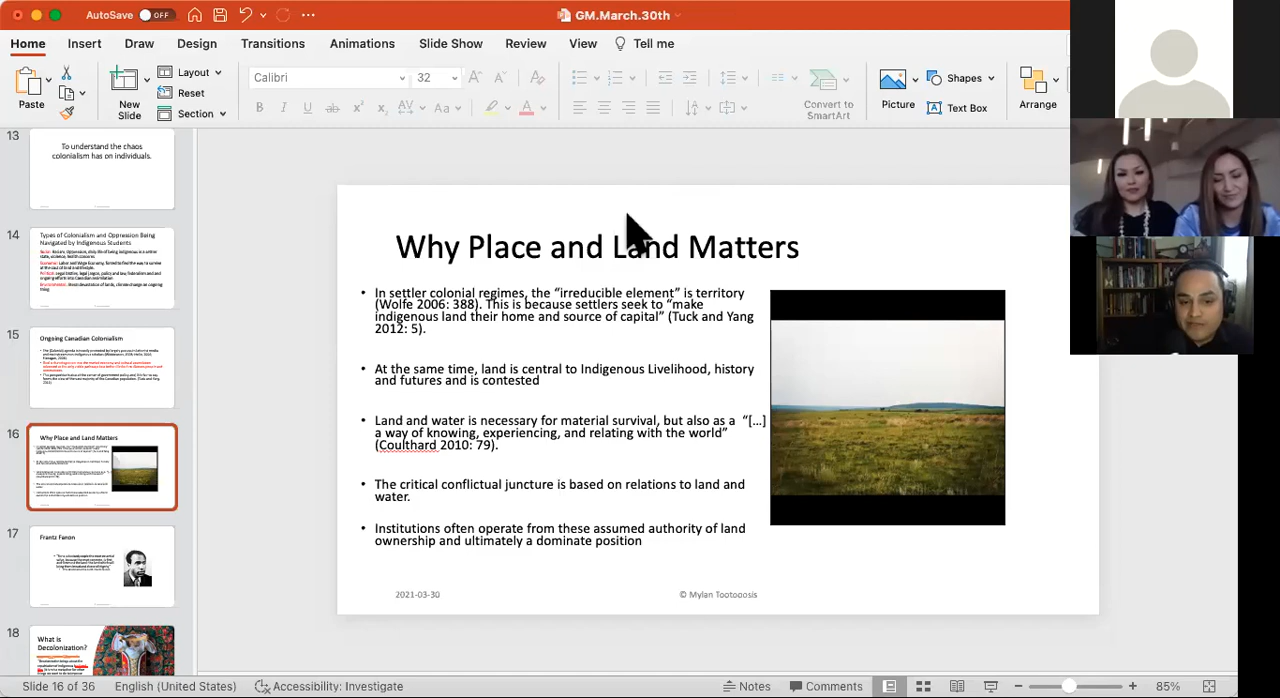 AutoSave OFF
GM.March.30th
Home Insert Draw Design Transitions Animations Slide Show Review View Tell me
Paste
New
Slide
Layout
Reset
Section
Calibri 32
Convert to
SmartArt
Picture
Shapes
Text Box
Arrange
13
To understand the chaos
colonialism has on individuals.
14
Types of Colonialism and Oppression Being
Navigated by Indigenous Students
15
Ongoing Canadian Colonialism
16
Why Place and Land Matters
17
Frantz Fanon
18
What is
Decolonization?
Why Place and Land Matters
• In settler colonial regimes, the “irreducible element” is territory
(Wolfe 2006: 388). This is because settlers seek to “make
indigenous land their home and source of capital” (Tuck and Yang
2012: 5).
• At the same time, land is central to Indigenous Livelihood, history
and futures and is contested
• Land and water is necessary for material survival, but also as a “[…]
a way of knowing, experiencing, and relating with the world”
(Coulthard 2010: 79).
• The critical conflictual juncture is based on relations to land and
water.
• Institutions often operate from these assumed authority of land
ownership and ultimately a dominate position
2021-03-30
© Mylan Tootoosis
Slide 16 of 36 English (United States) Accessibility: Investigate Notes Comments 85%